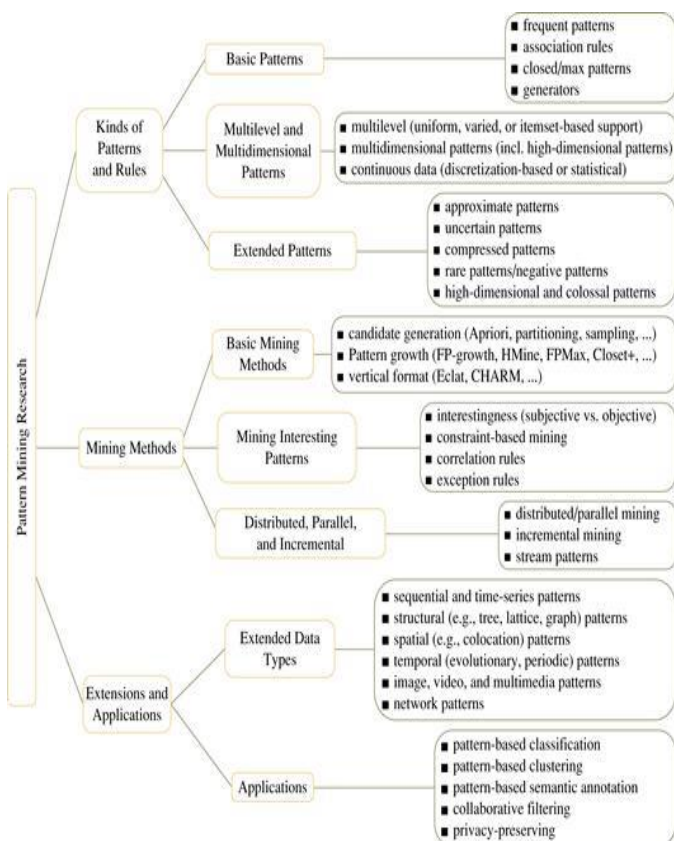 Pattern Mining Research
Kinds of
Patterns
and Rules
Basic Patterns
■ frequent patterns
■ association rules
■ closed/max patterns
■ generators
Multilevel and
Multidimensional
Patterns
■ multilevel (uniform, varied, or itemset-based support)
■ multidimensional patterns (incl. high-dimensional patterns)
■ continuous data (discretization-based or statistical)
Extended Patterns
■ approximate patterns
■ uncertain patterns
■ compressed patterns
■ rare patterns/negative patterns
■ high-dimensional and colossal patterns
Mining Methods
Basic Mining
Methods
■ candidate generation (Apriori, partitioning, sampling, ...)
■ Pattern growth (FP-growth, HMine, FPMax, Closet+, ...)
■ vertical format (Eclat, CHARM, ...)
Mining Interesting
Patterns
■ interestingness (subjective vs. objective)
■ constraint-based mining
■ correlation rules
■ exception rules
Distributed, Parallel,
and Incremental
■ distributed/parallel mining
■ incremental mining
■ stream patterns
Extensions and
Applications
Extended Data
Types
■ sequential and time-series patterns
■ structural (e.g., tree, lattice, graph) patterns
■ spatial (e.g., colocation) patterns
■ temporal (evolutionary, periodic) patterns
■ image, video, and multimedia patterns
■ network patterns
Applications
■ pattern-based classification
■ pattern-based clustering
■ pattern-based semantic annotation
■ collaborative filtering
■ privacy-preserving